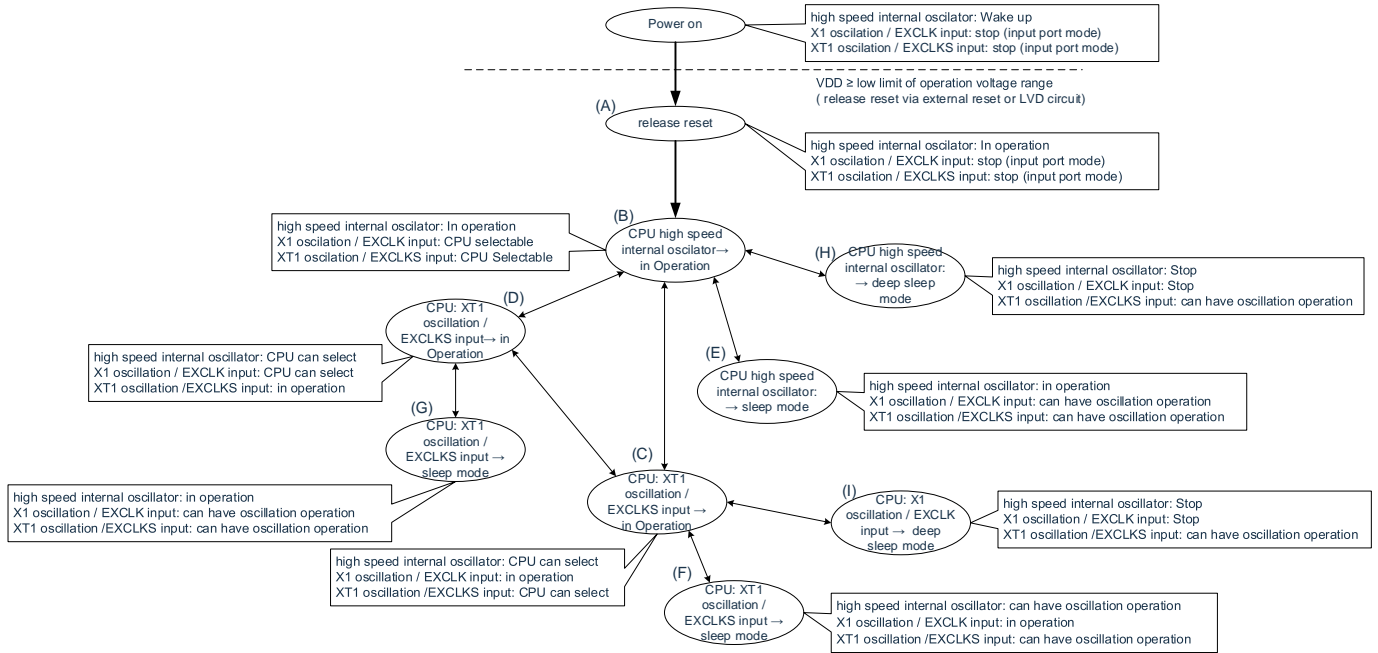 Power on
high speed internal oscilator: Wake up
X1 oscilation / EXCLK input: stop (input port mode)
XT1 oscilation / EXCLKS input: stop (input port mode)
VDD ≥ low limit of operation voltage range
( release reset via external reset or LVD circuit)
(A)
release reset
high speed internal oscilator: In operation
X1 oscilation / EXCLK input: stop (input port mode)
XT1 oscilation / EXCLKS input: stop (input port mode)
(B)
CPU high speed
internal oscilator→
in Operation
high speed internal oscilator: In operation
X1 oscilation / EXCLK input: CPU selectable
XT1 oscilation / EXCLKS input: CPU Selectable
(H)
CPU high speed
internal oscillator:
→ deep sleep
mode
high speed internal oscillator: Stop
X1 oscillation / EXCLK input: Stop
XT1 oscillation /EXCLKS input: can have oscillation operation
(D)
CPU: XT1
oscillation /
EXCLKS input→ in
Operation
high speed internal oscillator: CPU can select
X1 oscillation / EXCLK input: CPU can select
XT1 oscillation /EXCLKS input: in operation
(E)
CPU high speed
internal oscillator:
→ sleep mode
high speed internal oscillator: in operation
X1 oscillation / EXCLK input: can have oscillation operation
XT1 oscillation /EXCLKS input: can have oscillation operation
(G)
CPU: XT1
oscillation /
EXCLKS input →
sleep mode
high speed internal oscillator: in operation
X1 oscillation / EXCLK input: can have oscillation operation
XT1 oscillation /EXCLKS input: can have oscillation operation
(C)
CPU: XT1
oscillation /
EXCLKS input →
in Operation
high speed internal oscillator: CPU can select
X1 oscillation / EXCLK input: in operation
XT1 oscillation /EXCLKS input: CPU can select
(I)
CPU: X1
oscillation / EXCLK
input → deep
sleep mode
high speed internal oscillator: Stop
X1 oscillation / EXCLK input: Stop
XT1 oscillation /EXCLKS input: can have oscillation operation
(F)
CPU: XT1
oscillation /
EXCLKS input →
sleep mode
high speed internal oscillator: can have oscillation operation
X1 oscillation / EXCLK input: in operation
XT1 oscillation /EXCLKS input: can have oscillation operation